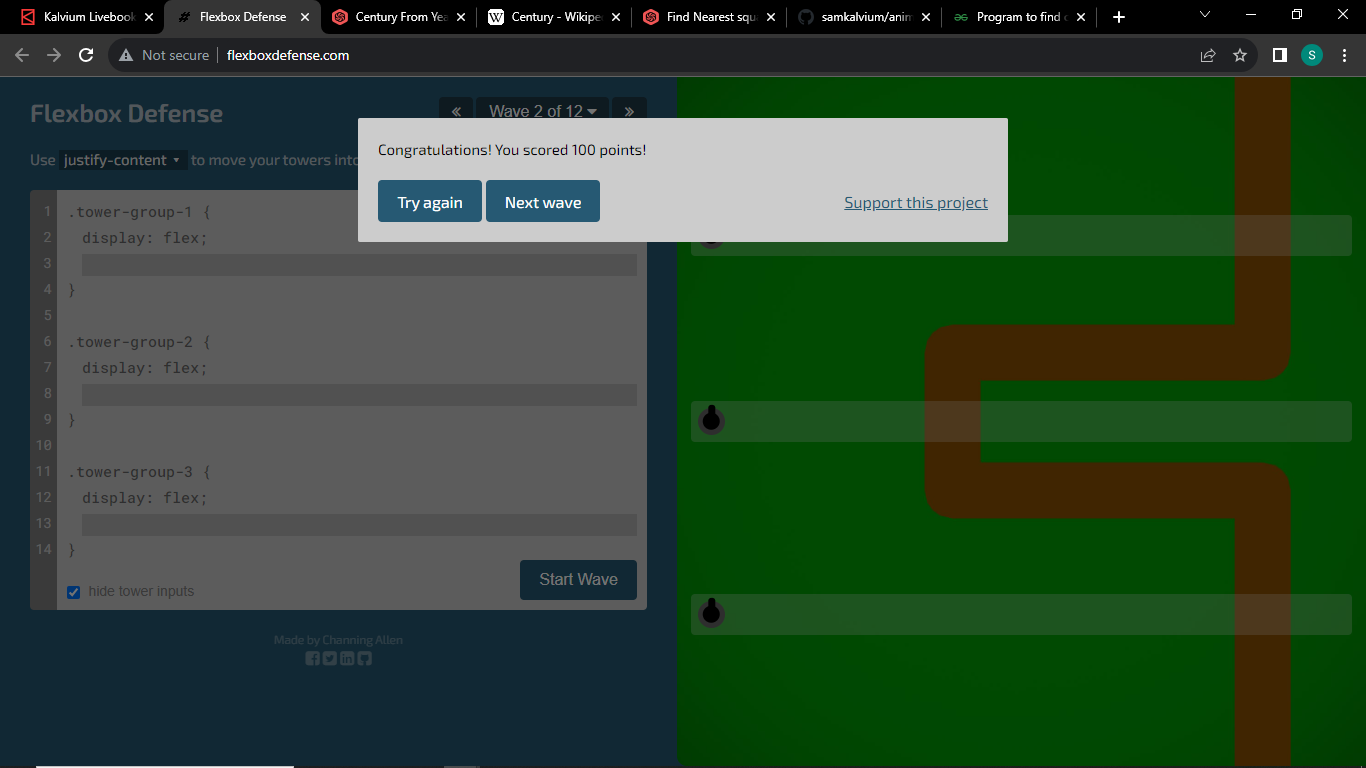 Kalvium Livebook
Flexbox Defense
Century From Yea
Century - Wikipe
Find Nearest squ
samkalvium/anim
Program to find
Not secure
flexboxdefense.com
S
Flexbox Defense
« Wave 2 of 12 »
Use justify-content to move your towers into
Congratulations! You scored 100 points!
Try again Next wave Support this project
1 .tower-group-1 {
2 display: flex;
3
4 }
5
6 .tower-group-2 {
7 display: flex;
8
9 }
10
11 .tower-group-3 {
12 display: flex;
13
14 }
hide tower inputs
Start Wave
Made by Channing Allen